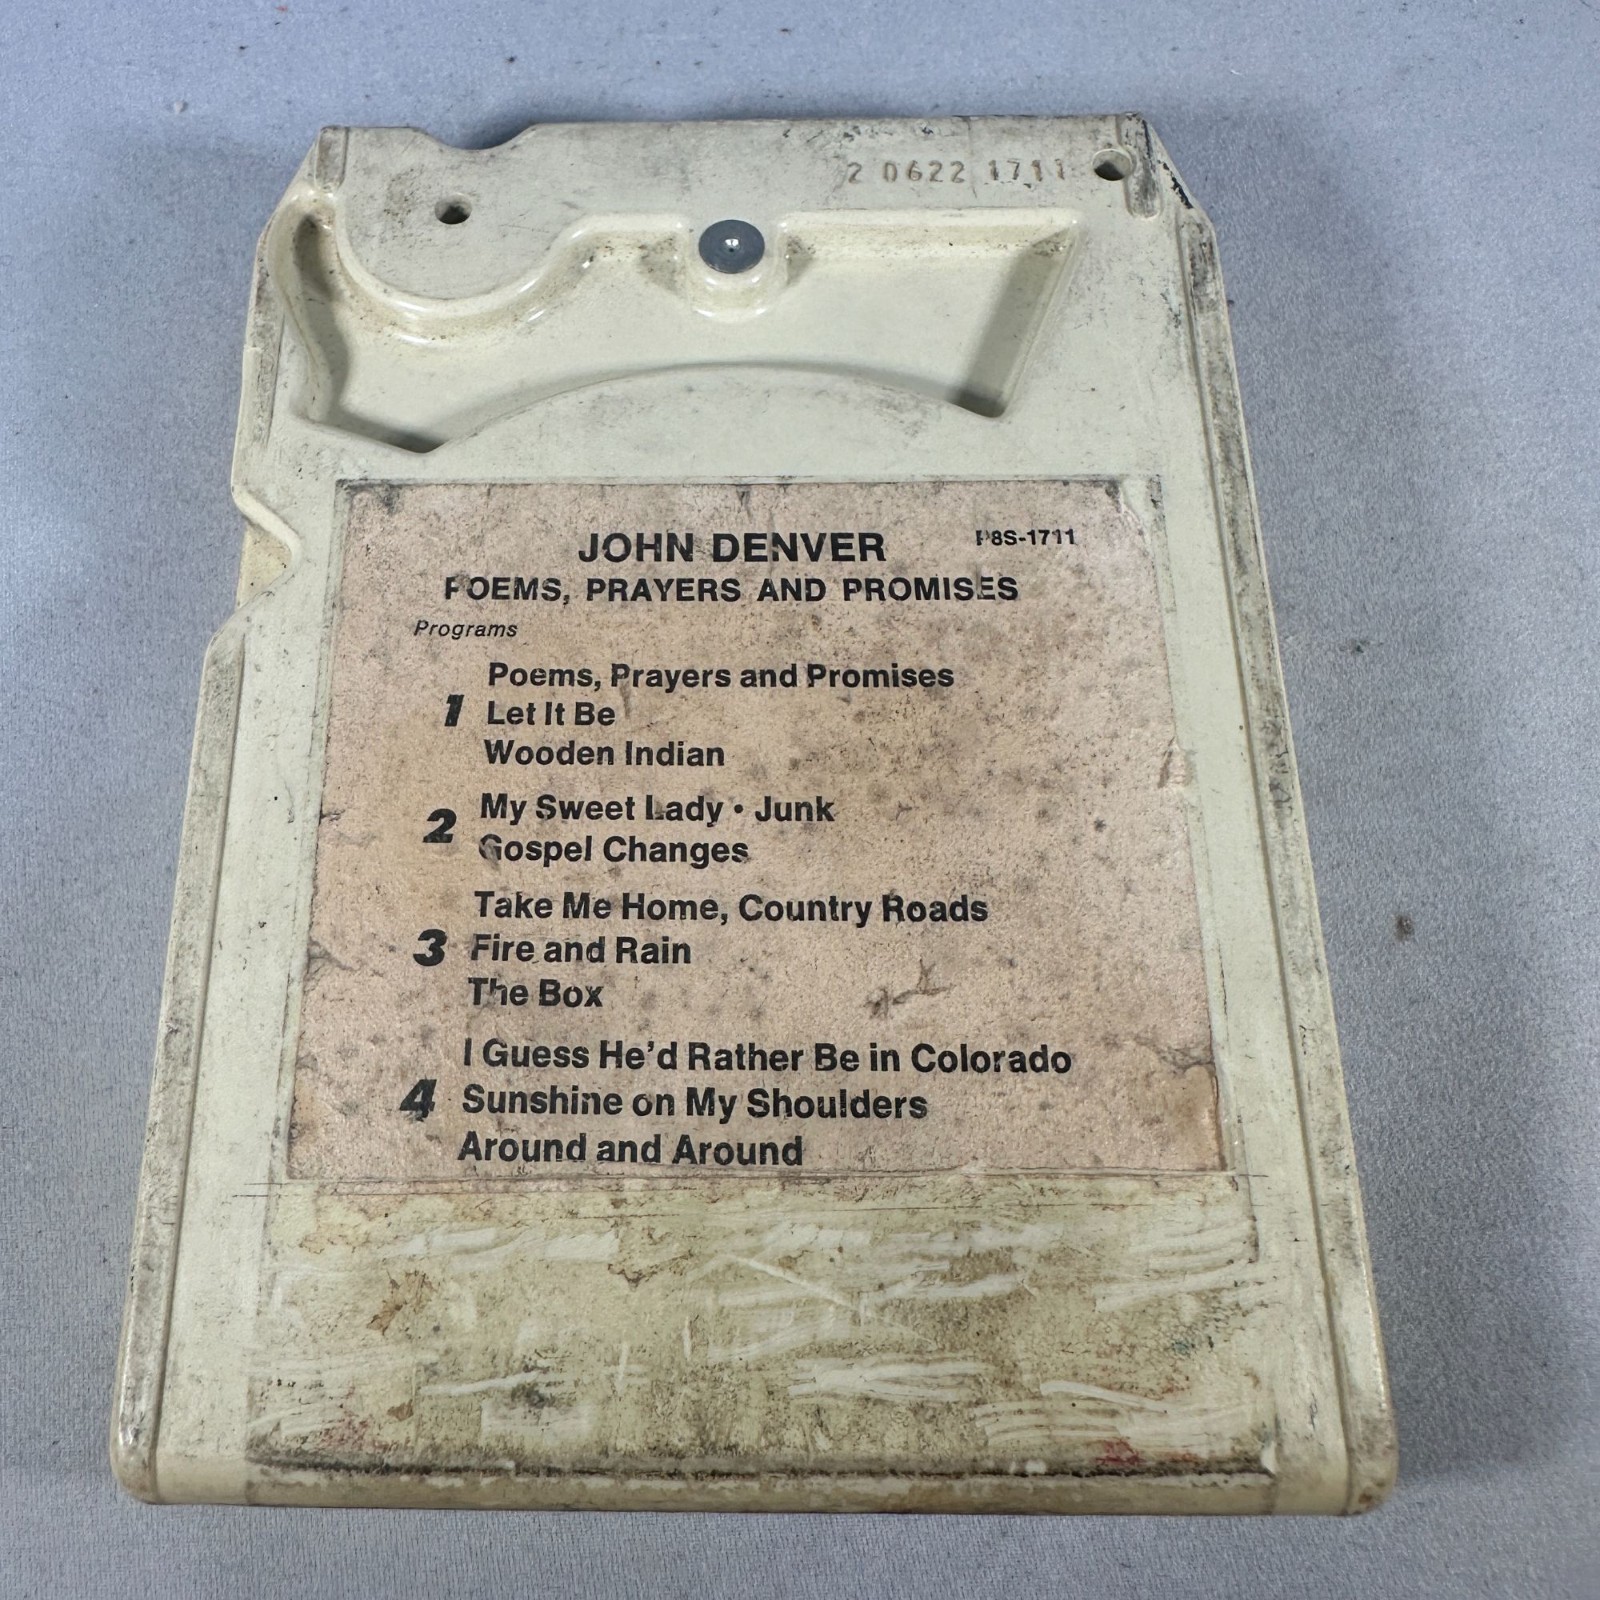 2 0622 1711
JOHN DENVER
P8S-1711
POEMS, PRAYERS AND PROMISES
Programs
1
Poems, Prayers and Promises
Let It Be
Wooden Indian
2
My Sweet Lady • Junk
Gospel Changes
3
Take Me Home, Country Roads
Fire and Rain
The Box
4
I Guess He'd Rather Be in Colorado
Sunshine on My Shoulders
Around and Around